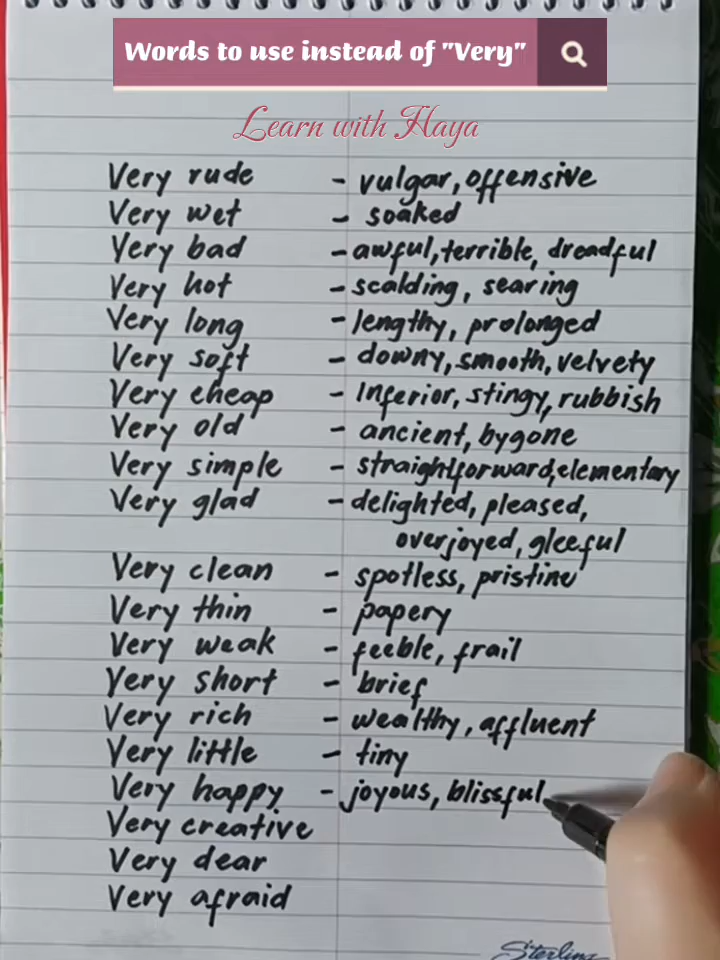 Words to use instead of "Very"
Learn with Haya
Very rude - vulgar, offensive
Very wet - soaked
Very bad - awful, terrible, dreadful
Very hot - scalding, searing
Very long - lengthy, prolonged
Very soft - downy, smooth, velvety
Very cheap - Inferior, stingy, rubbish
Very old - ancient, bygone
Very simple - straightforward, elementary
Very glad - delighted, pleased,
overjoyed, gleeful
Very clean - spotless, pristine
Very thin - papery
Very weak - feeble, frail
Very short - brief
Very rich - wealthy, affluent
Very little - tiny
Very happy - joyous, blissful
Very creative
Very dear
Very afraid
Sterling